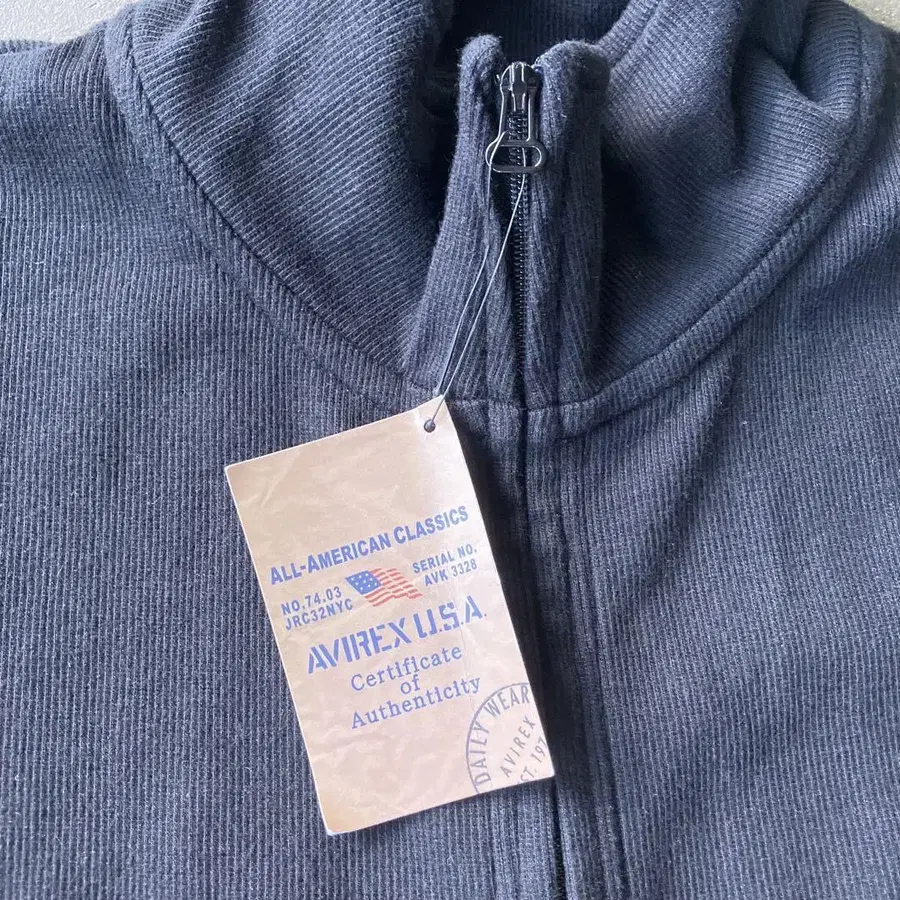 ALL-AMERICAN CLASSICS
NO.74.03
JRC32NYC
SERIAL NO.
AVK 3328
AVIREX U.S.A.
Certificate
of
Authenticity
DAILY WEAR
AVIREX